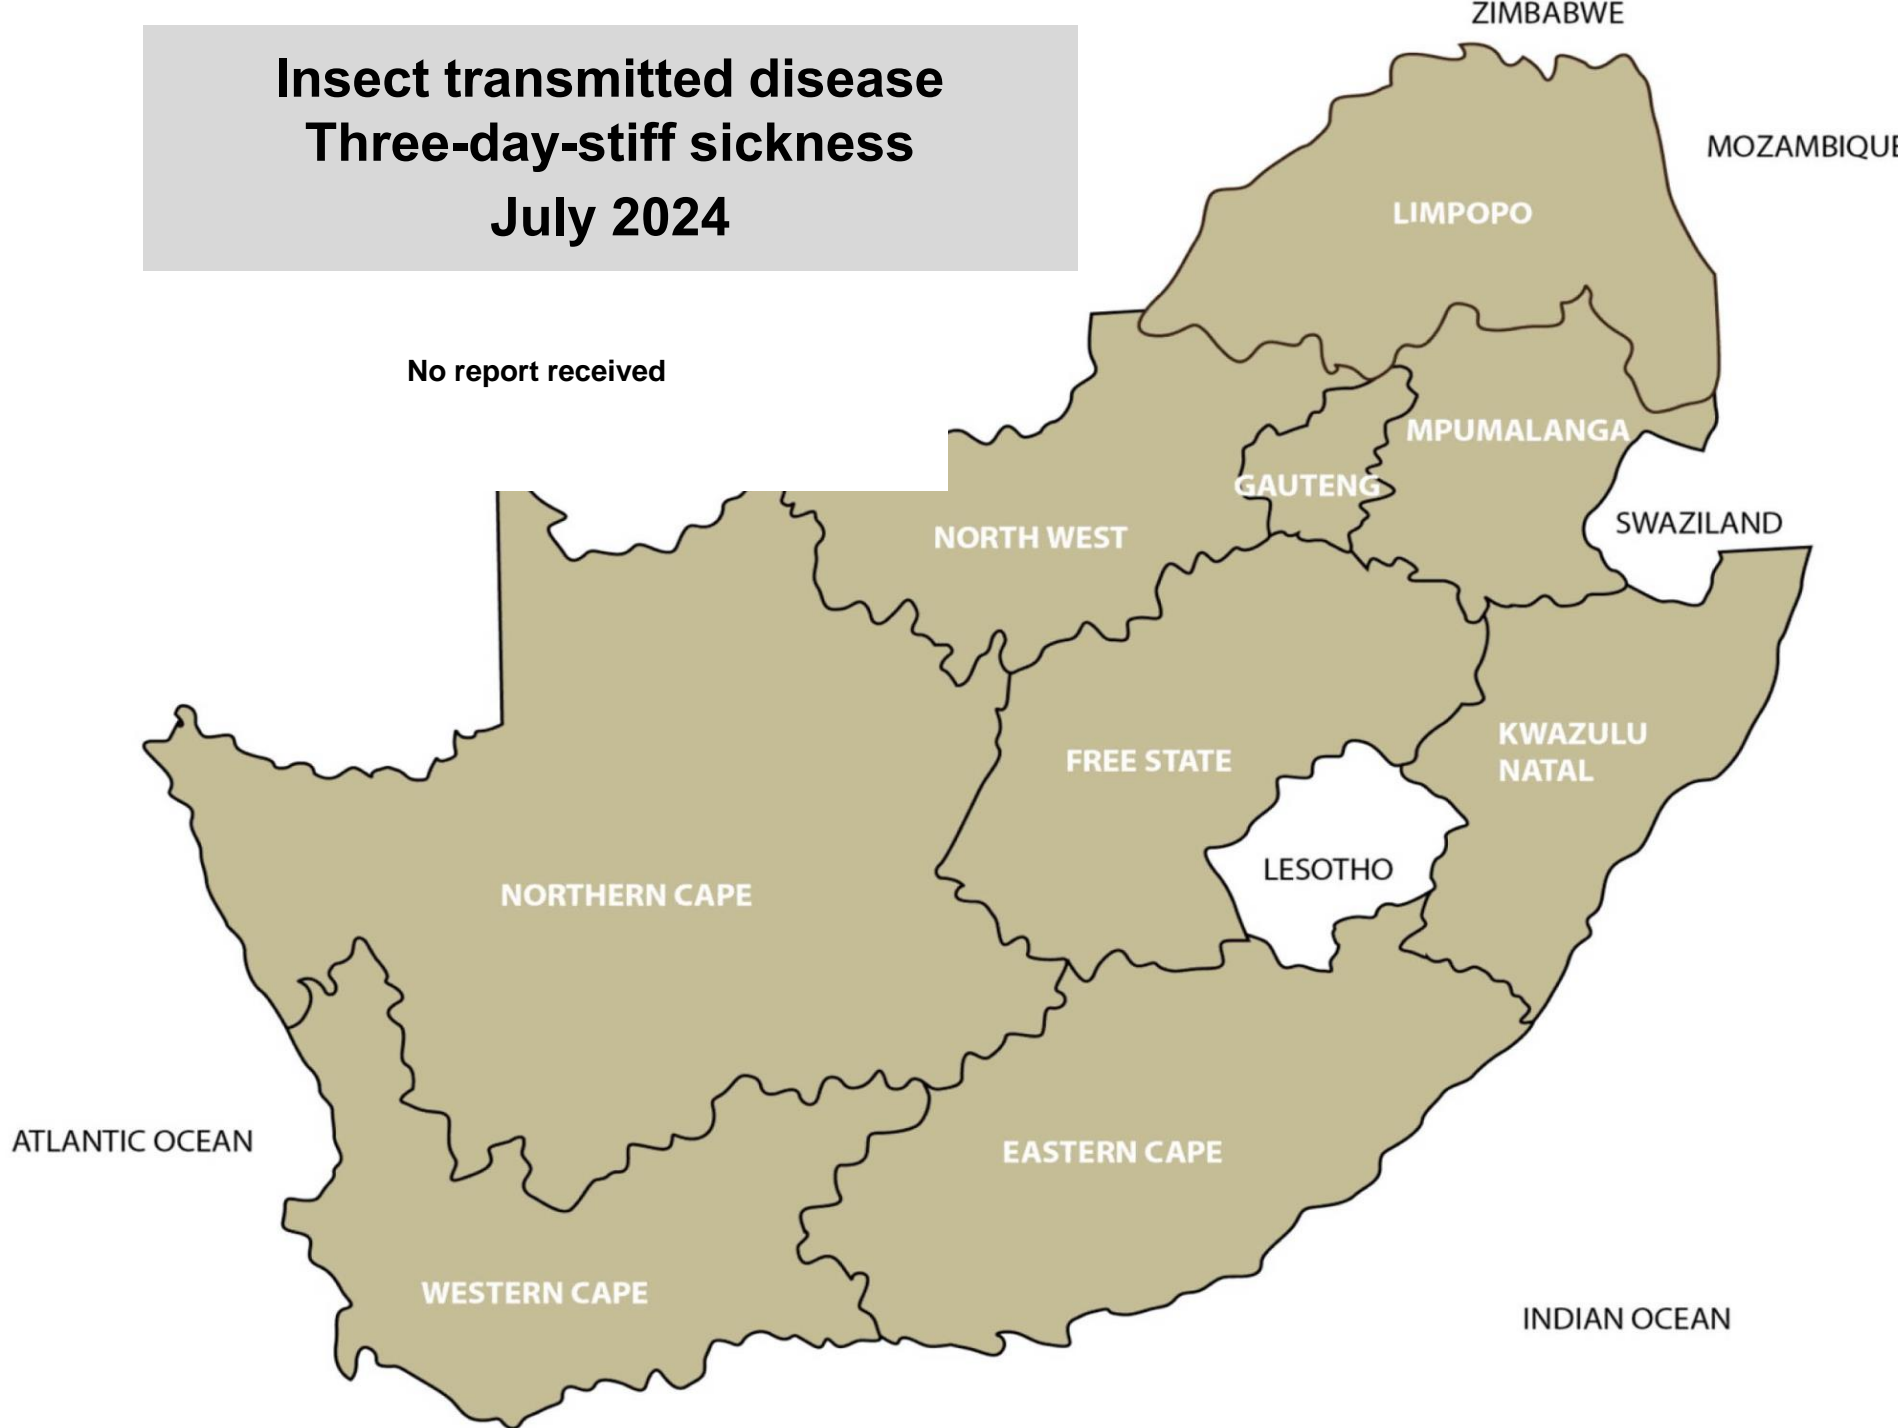 Insect transmitted disease
Three-day-stiff sickness
July 2024
No report received
ZIMBABWE
MOZAMBIQUE
LIMPOPO
MPUMALANGA
GAUTENG
SWAZILAND
NORTH WEST
KWAZULU
NATAL
FREE STATE
LESOTHO
NORTHERN CAPE
ATLANTIC OCEAN
EASTERN CAPE
WESTERN CAPE
INDIAN OCEAN